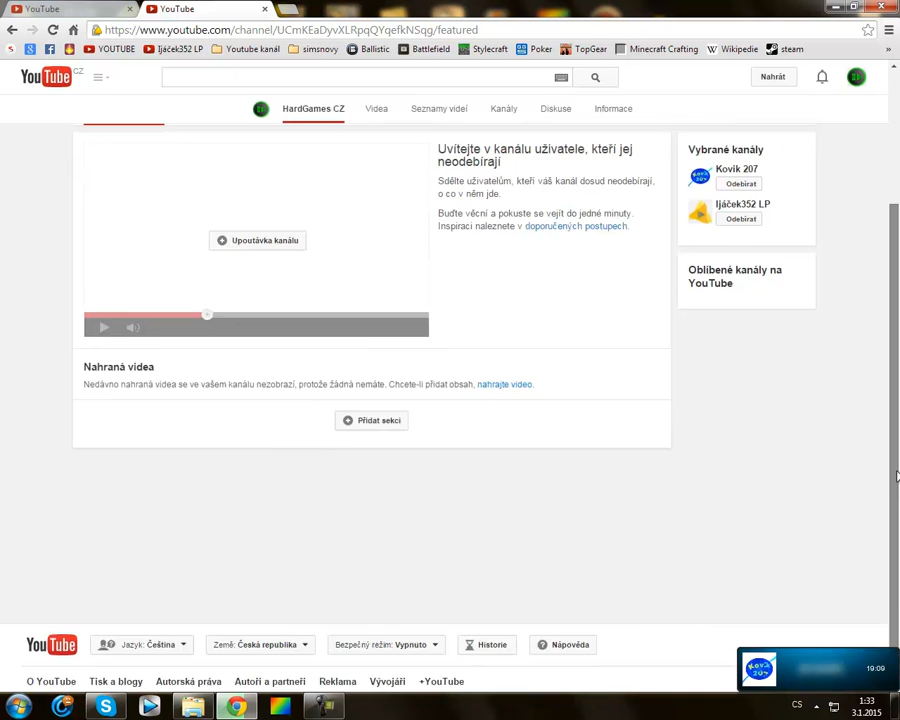 YouTube
YouTube
https://www.youtube.com/channel/UCmKEaDyvXLRpqQYqefkNSqg/featured
YOUTUBE
Ijáček352 LP
Youtube kanál
simsnovy
Ballistic
Battlefield
Stylecraft
Poker
TopGear
Minecraft Crafting
Wikipedie
steam
»
YouTube CZ
Nahrát
HardGames CZ
Videa
Seznamy videí
Kanály
Diskuse
Informace
Uvítejte v kanálu uživatele, kteří jej
neodebírají
Sdělte uživatelům, kteří váš kanál dosud neodebírají,
o co v něm jde.
Buďte věcní a pokuste se vejít do jedné minuty.
Inspiraci naleznete v doporučených postupech.
Upoutávka kanálu
Vybrané kanály
Kovik 207
Odebírat
Ijáček352 LP
Odebírat
Oblíbené kanály na
YouTube
Nahraná videa
Nedávno nahraná videa se ve vašem kanálu nezobrazí, protože žádná nemáte. Chcete-li přidat obsah, nahrajte video.
Přidat sekci
YouTube
Jazyk: Čeština
Země: Česká republika
Bezpečný režim: Vypnuto
Historie
Nápověda
O YouTube
Tisk a blogy
Autorská práva
Autoři a partneři
Reklama
Vývojáři
+YouTube
Kovik
207
19:09
CS
1:33
3.1.2015